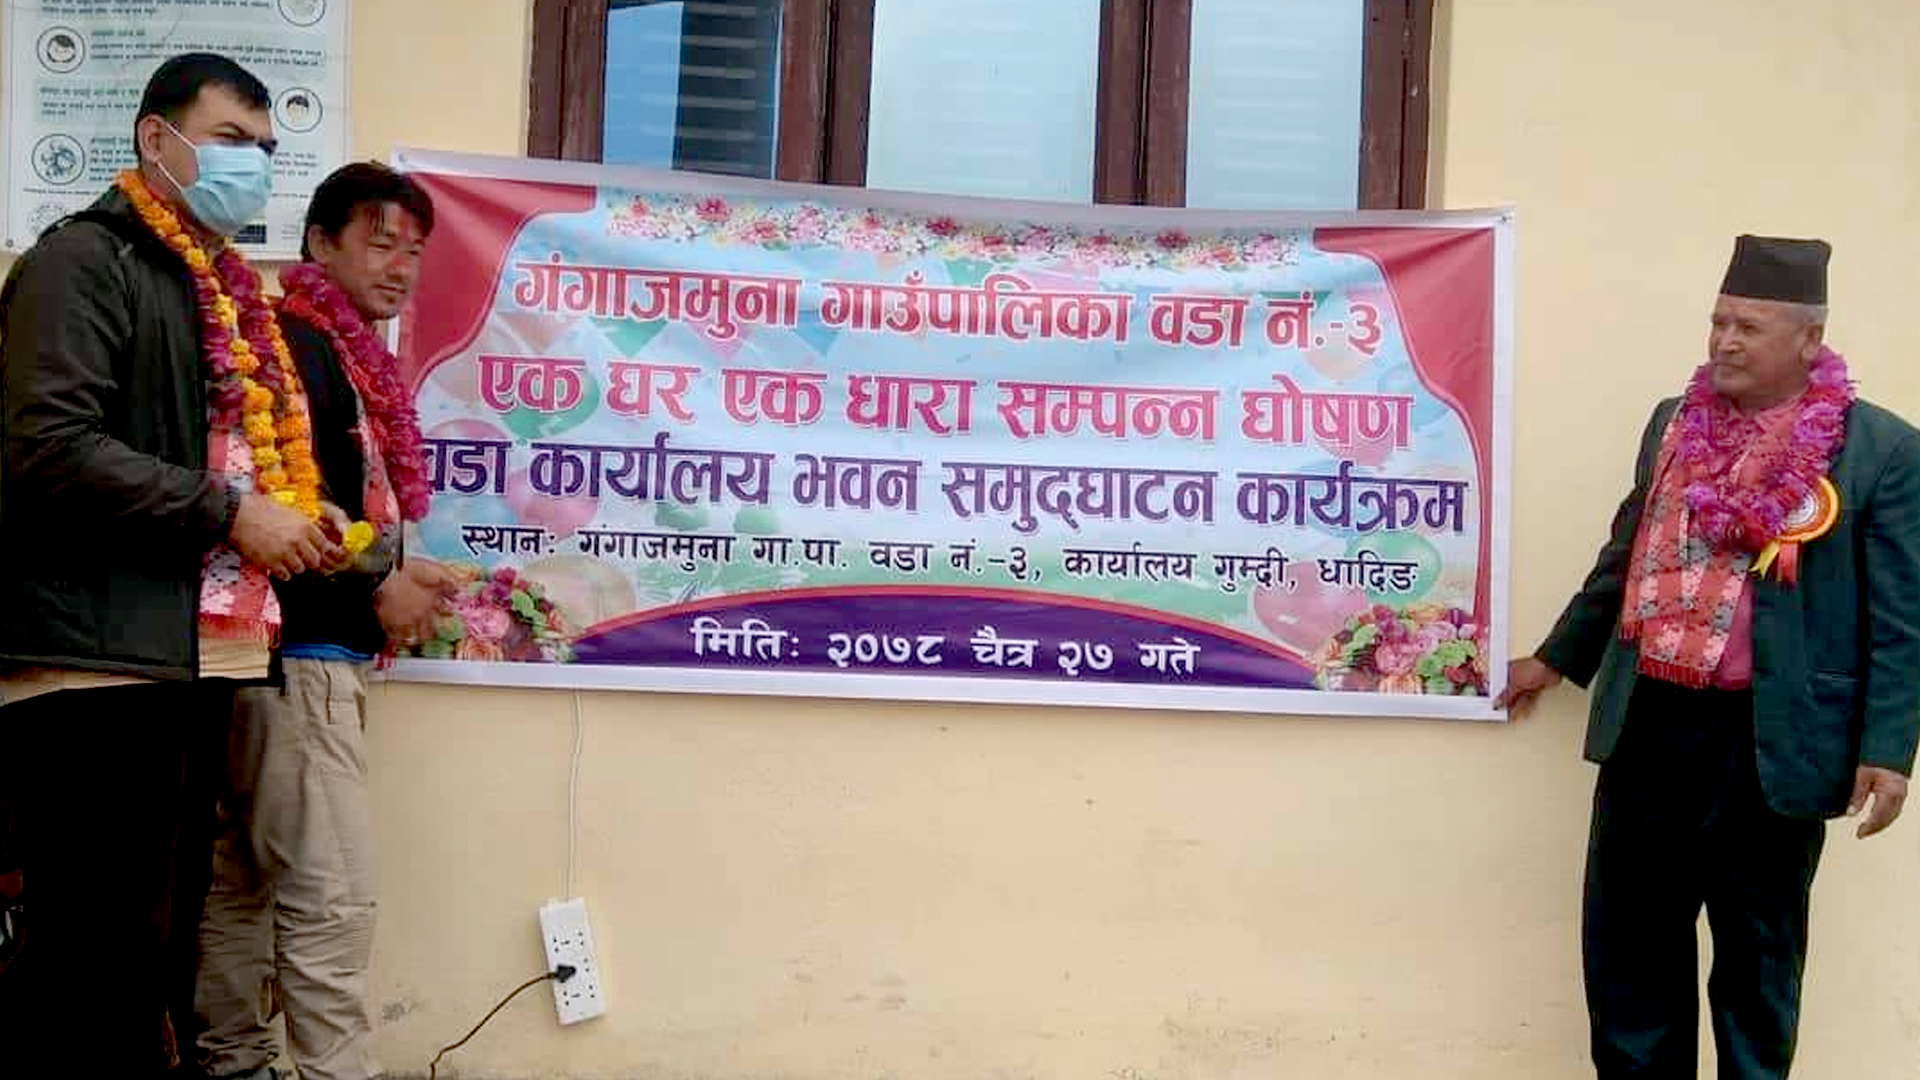 गंगाजमुना गाउँपालिका वडा नं.-३
एक घर एक धारा सम्पन्न घोषण
वडा कार्यालय भवन समुद्घाटन कार्यक्रम
स्थानः गंगाजमुना गा.पा. वडा नं.-३, कार्यालय गुम्दी, धादिङ
मितिः २०७८ चैत्र २७ गते